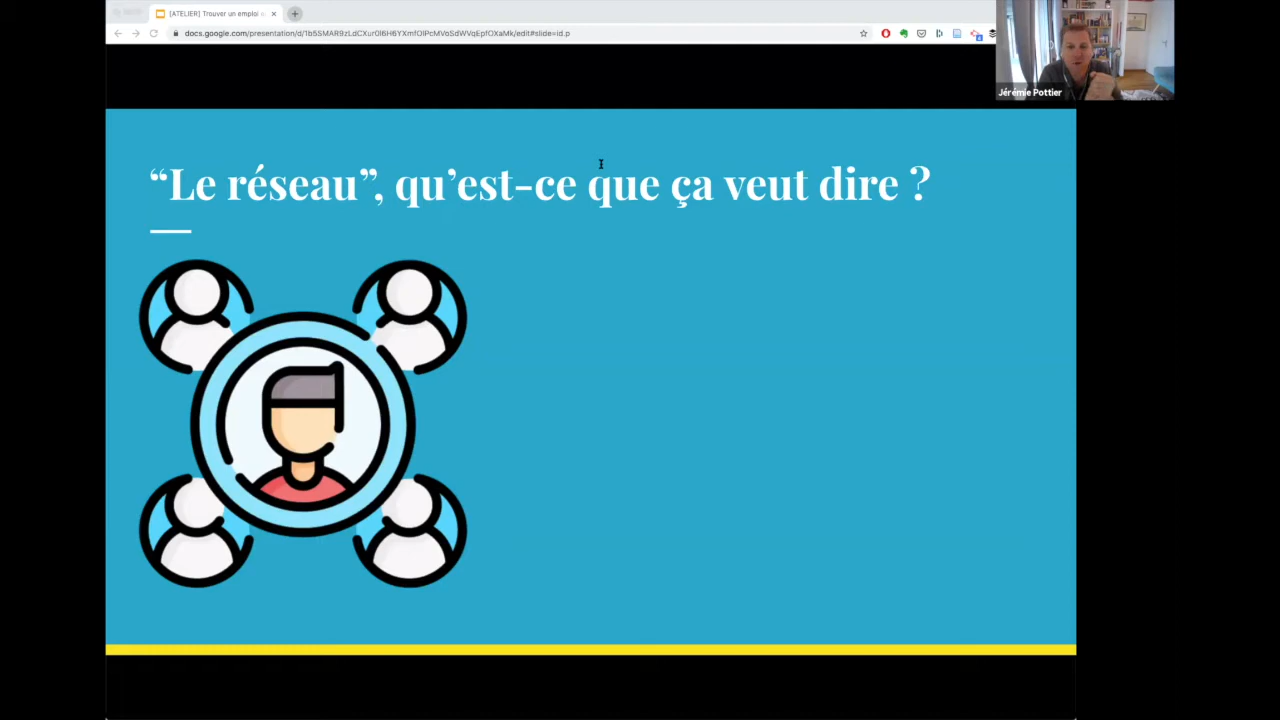 [ATELIER] Trouver un emploi
docs.google.com/presentation/d/1b5SMAR9zLdCXur0I6H6YXmfOIPcMVoSdWVqEpfOXaMk/edit#slide=id.p
Jérémie Pottier
“Le réseau”, qu’est-ce que ça veut dire ?